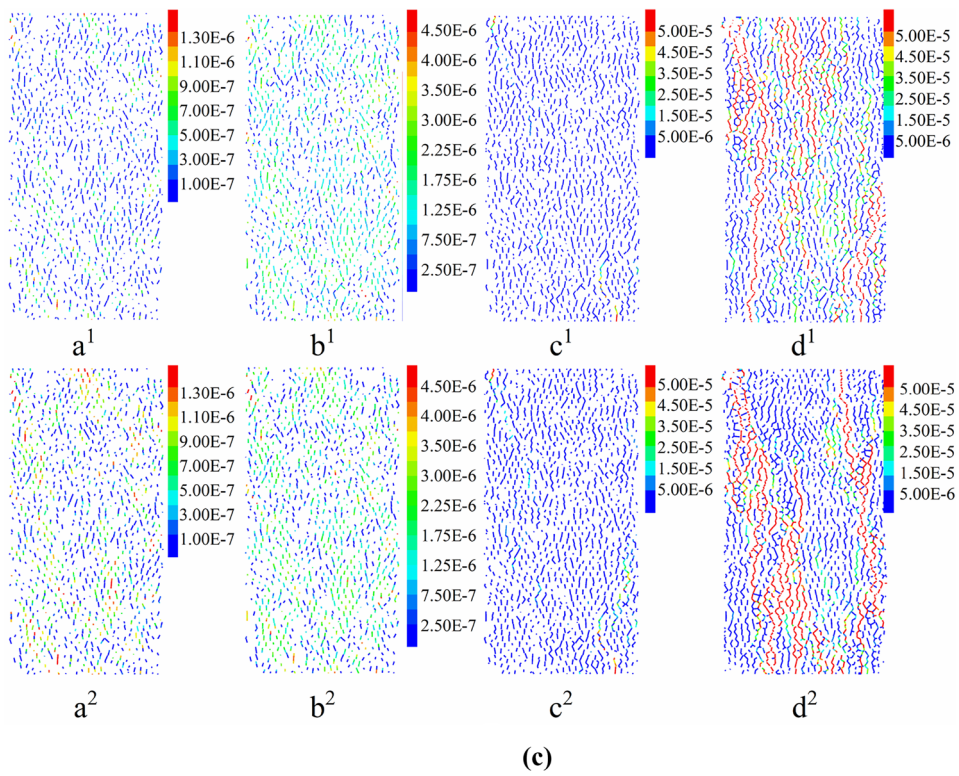 1.30E-6
1.10E-6
9.00E-7
7.00E-7
5.00E-7
3.00E-7
1.00E-7
4.50E-6
4.00E-6
3.50E-6
3.00E-6
2.25E-6
1.75E-6
1.25E-6
7.50E-7
2.50E-7
5.00E-5
4.50E-5
3.50E-5
2.50E-5
1.50E-5
5.00E-6
5.00E-5
4.50E-5
3.50E-5
2.50E-5
1.50E-5
5.00E-6
a¹ b¹ c¹ d¹
1.30E-6
1.10E-6
9.00E-7
7.00E-7
5.00E-7
3.00E-7
1.00E-7
4.50E-6
4.00E-6
3.50E-6
3.00E-6
2.25E-6
1.75E-6
1.25E-6
7.50E-7
2.50E-7
5.00E-5
4.50E-5
3.50E-5
2.50E-5
1.50E-5
5.00E-6
5.00E-5
4.50E-5
3.50E-5
2.50E-5
1.50E-5
5.00E-6
a² b² c² d²
(c)